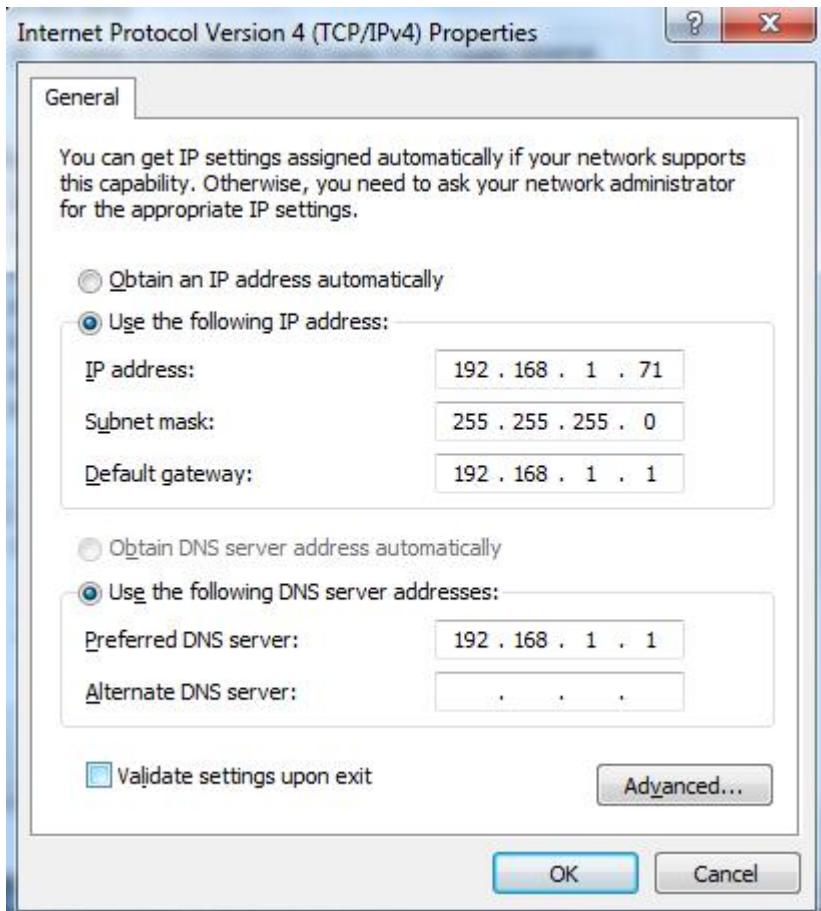 Internet Protocol Version 4 (TCP/IPv4) Properties
?
X
General
You can get IP settings assigned automatically if your network supports
this capability. Otherwise, you need to ask your network administrator
for the appropriate IP settings.
Obtain an IP address automatically
Use the following IP address:
IP address: 192 . 168 . 1 . 71
Subnet mask: 255 . 255 . 255 . 0
Default gateway: 192 . 168 . 1 . 1
Obtain DNS server address automatically
Use the following DNS server addresses:
Preferred DNS server: 192 . 168 . 1 . 1
Alternate DNS server: . . .
Validate settings upon exit
Advanced...
OK Cancel